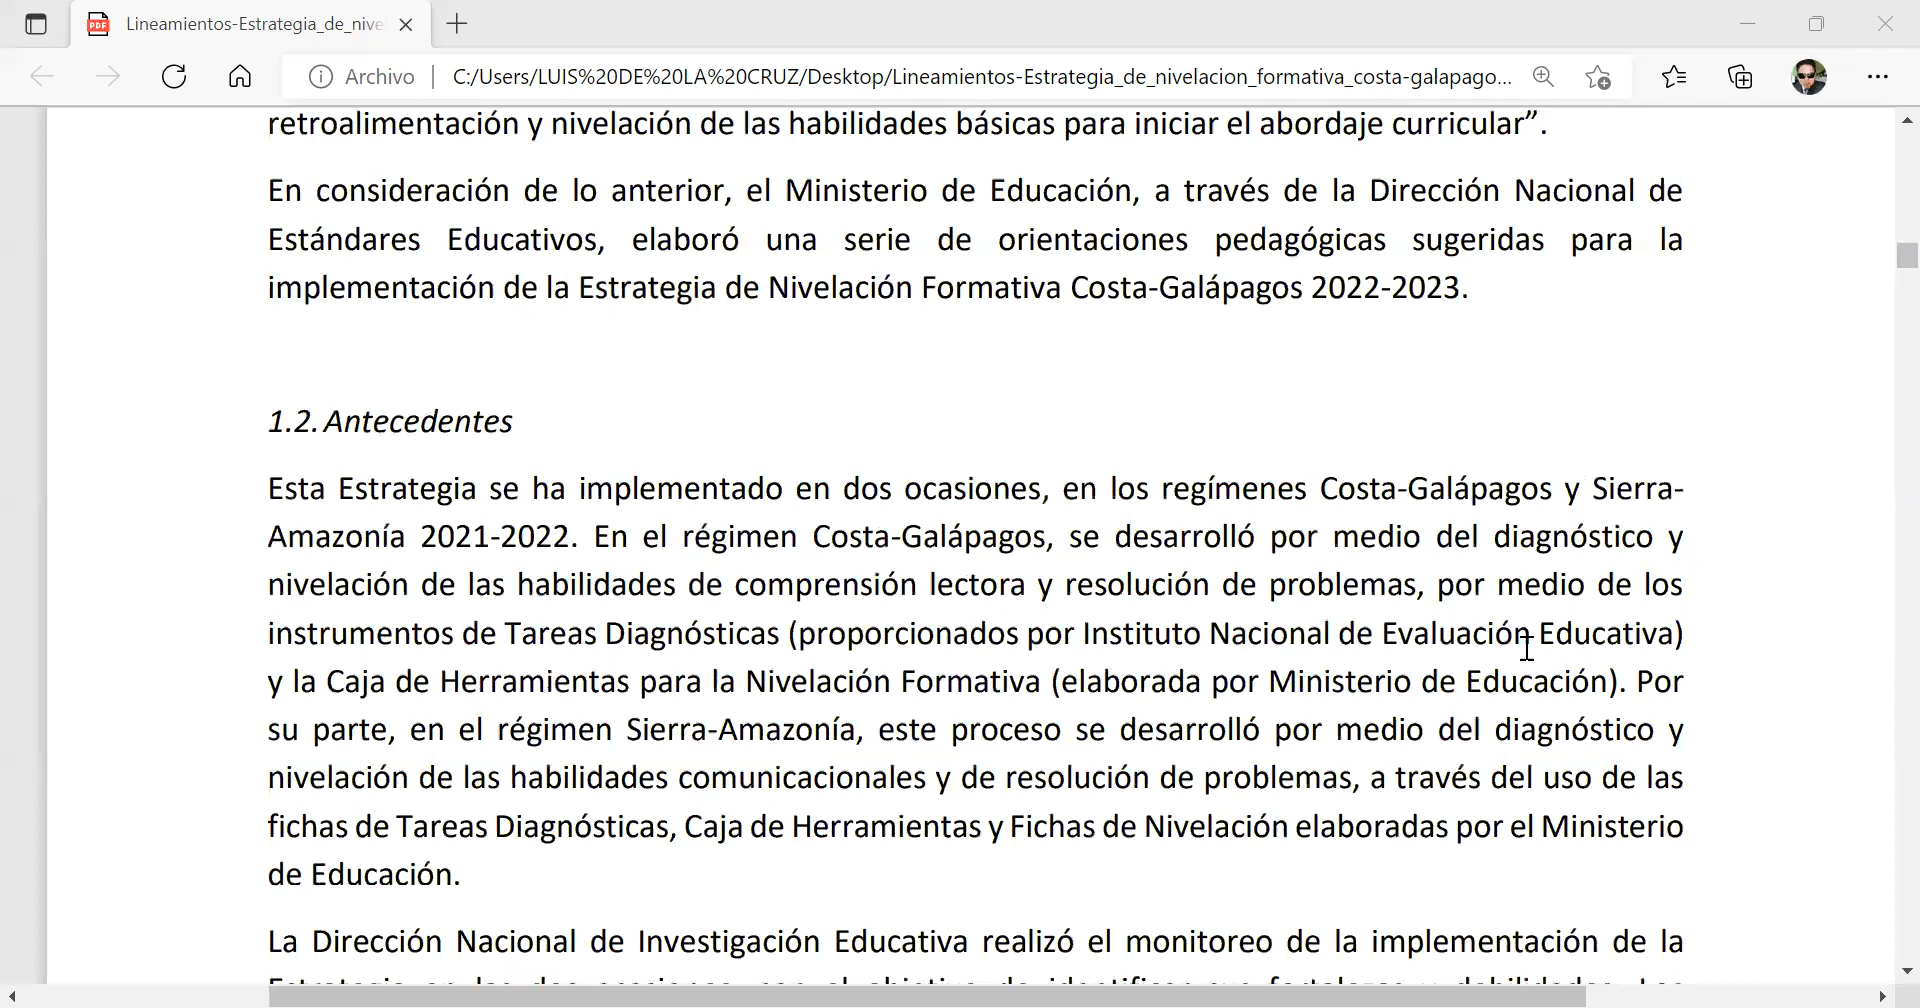 Lineamientos-Estrategia_de_nive
Archivo
C:/Users/LUIS%20DE%20LA%20CRUZ/Desktop/Lineamientos-Estrategia_de_nivelacion_formativa_costa-galapago...
retroalimentación y nivelación de las habilidades básicas para iniciar el abordaje curricular”.
En consideración de lo anterior, el Ministerio de Educación, a través de la Dirección Nacional de
Estándares Educativos, elaboró una serie de orientaciones pedagógicas sugeridas para la
implementación de la Estrategia de Nivelación Formativa Costa-Galápagos 2022-2023.
1.2. Antecedentes
Esta Estrategia se ha implementado en dos ocasiones, en los regímenes Costa-Galápagos y Sierra-
Amazonía 2021-2022. En el régimen Costa-Galápagos, se desarrolló por medio del diagnóstico y
nivelación de las habilidades de comprensión lectora y resolución de problemas, por medio de los
instrumentos de Tareas Diagnósticas (proporcionados por Instituto Nacional de Evaluación Educativa)
y la Caja de Herramientas para la Nivelación Formativa (elaborada por Ministerio de Educación). Por
su parte, en el régimen Sierra-Amazonía, este proceso se desarrolló por medio del diagnóstico y
nivelación de las habilidades comunicacionales y de resolución de problemas, a través del uso de las
fichas de Tareas Diagnósticas, Caja de Herramientas y Fichas de Nivelación elaboradas por el Ministerio
de Educación.
La Dirección Nacional de Investigación Educativa realizó el monitoreo de la implementación de la